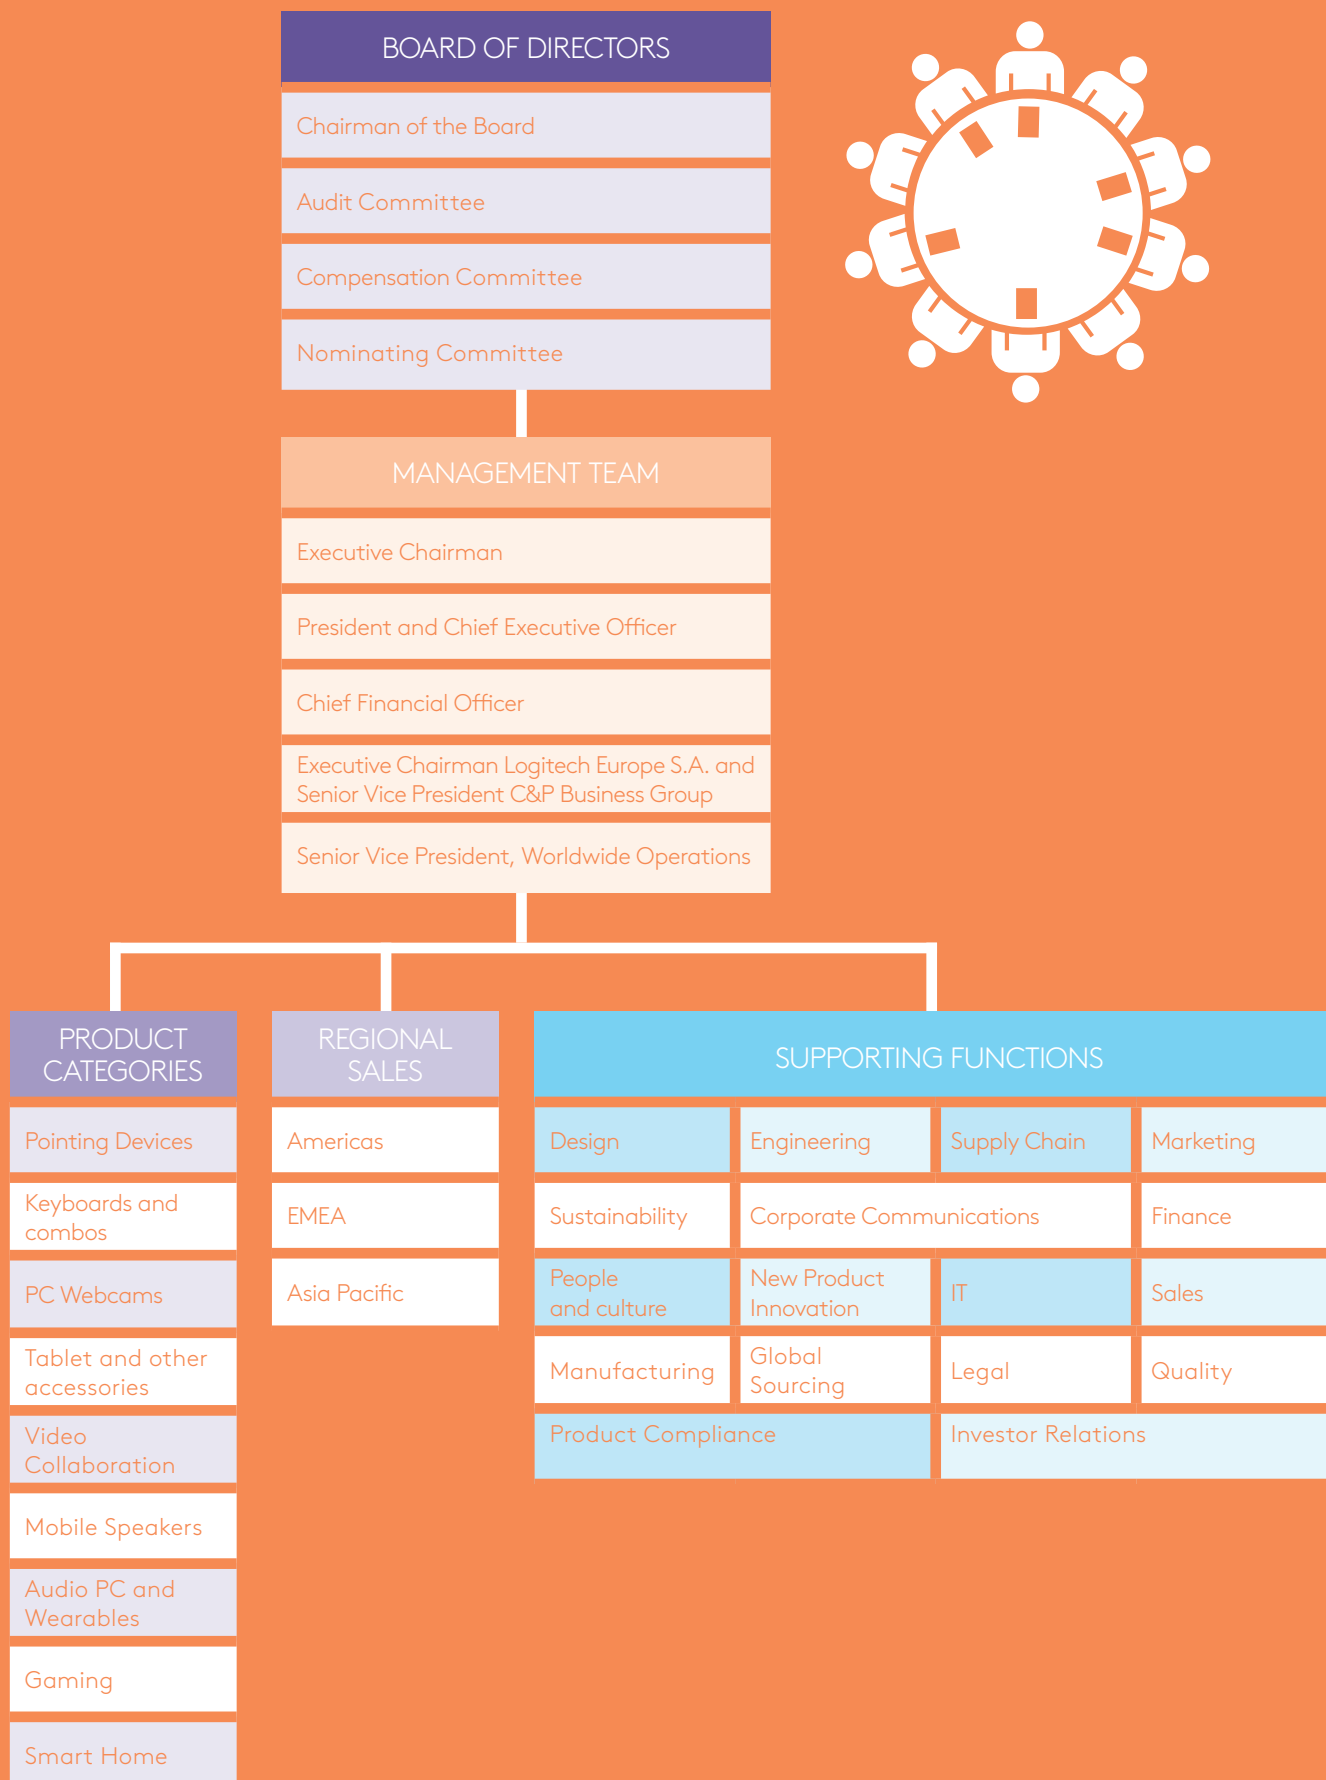 BOARD OF DIRECTORS
Chairman of the Board
Audit Committee
Compensation Committee
Nominating Committee
MANAGEMENT TEAM
Executive Chairman
President and Chief Executive Officer
Chief Financial Officer
Executive Chairman Logitech Europe S.A. and
Senior Vice President C&P Business Group
Senior Vice President, Worldwide Operations
PRODUCT
CATEGORIES
Pointing Devices
Keyboards and
combos
PC Webcams
Tablet and other
accessories
Video
Collaboration
Mobile Speakers
Audio PC and
Wearables
Gaming
Smart Home
REGIONAL
SALES
Americas
EMEA
Asia Pacific
SUPPORTING FUNCTIONS
Design
Engineering
Supply Chain
Marketing
Sustainability
Corporate Communications
Finance
People
and culture
New Product
Innovation
IT
Sales
Manufacturing
Global
Sourcing
Legal
Quality
Product Compliance
Investor Relations